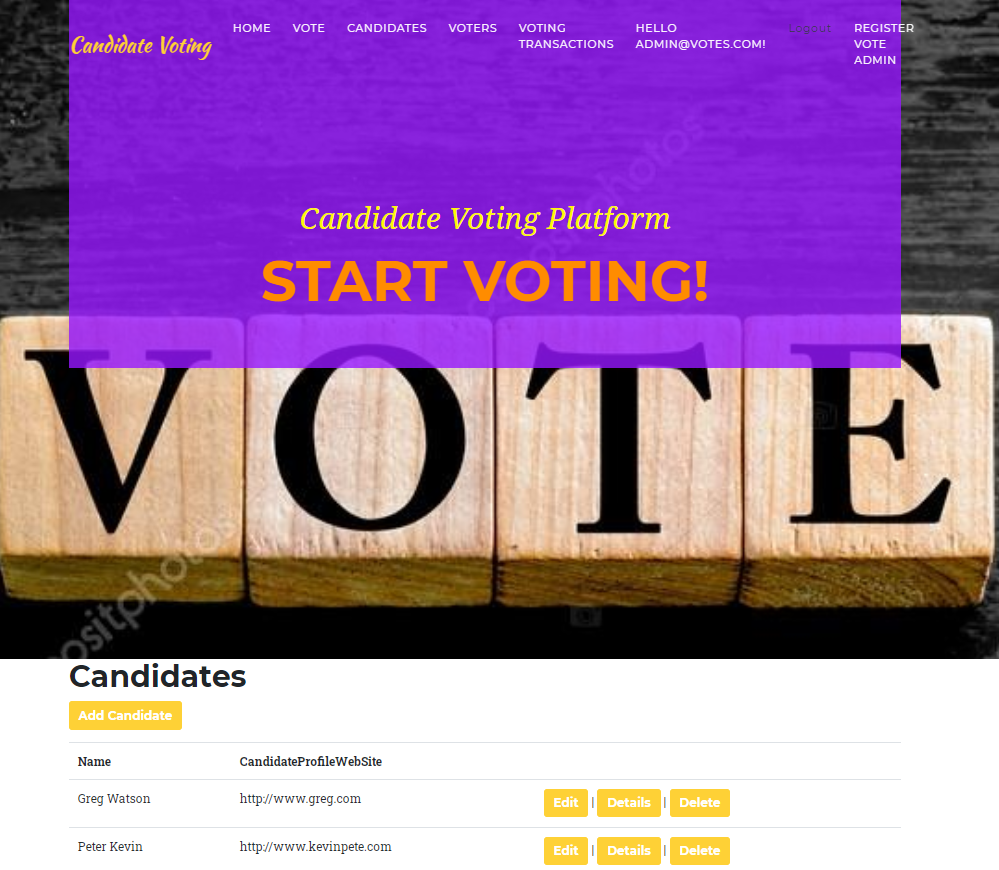 Candidate Voting
HOME VOTE CANDIDATES VOTERS VOTING TRANSACTIONS HELLO ADMIN@VOTES.COM! Logout REGISTER VOTE ADMIN
Candidate Voting Platform
START VOTING!
VOTE
depositphotos
ositphotos
Candidates
Add Candidate
Name CandidateProfileWebSite
Greg Watson http://www.greg.com Edit | Details | Delete
Peter Kevin http://www.kevinpete.com Edit | Details | Delete